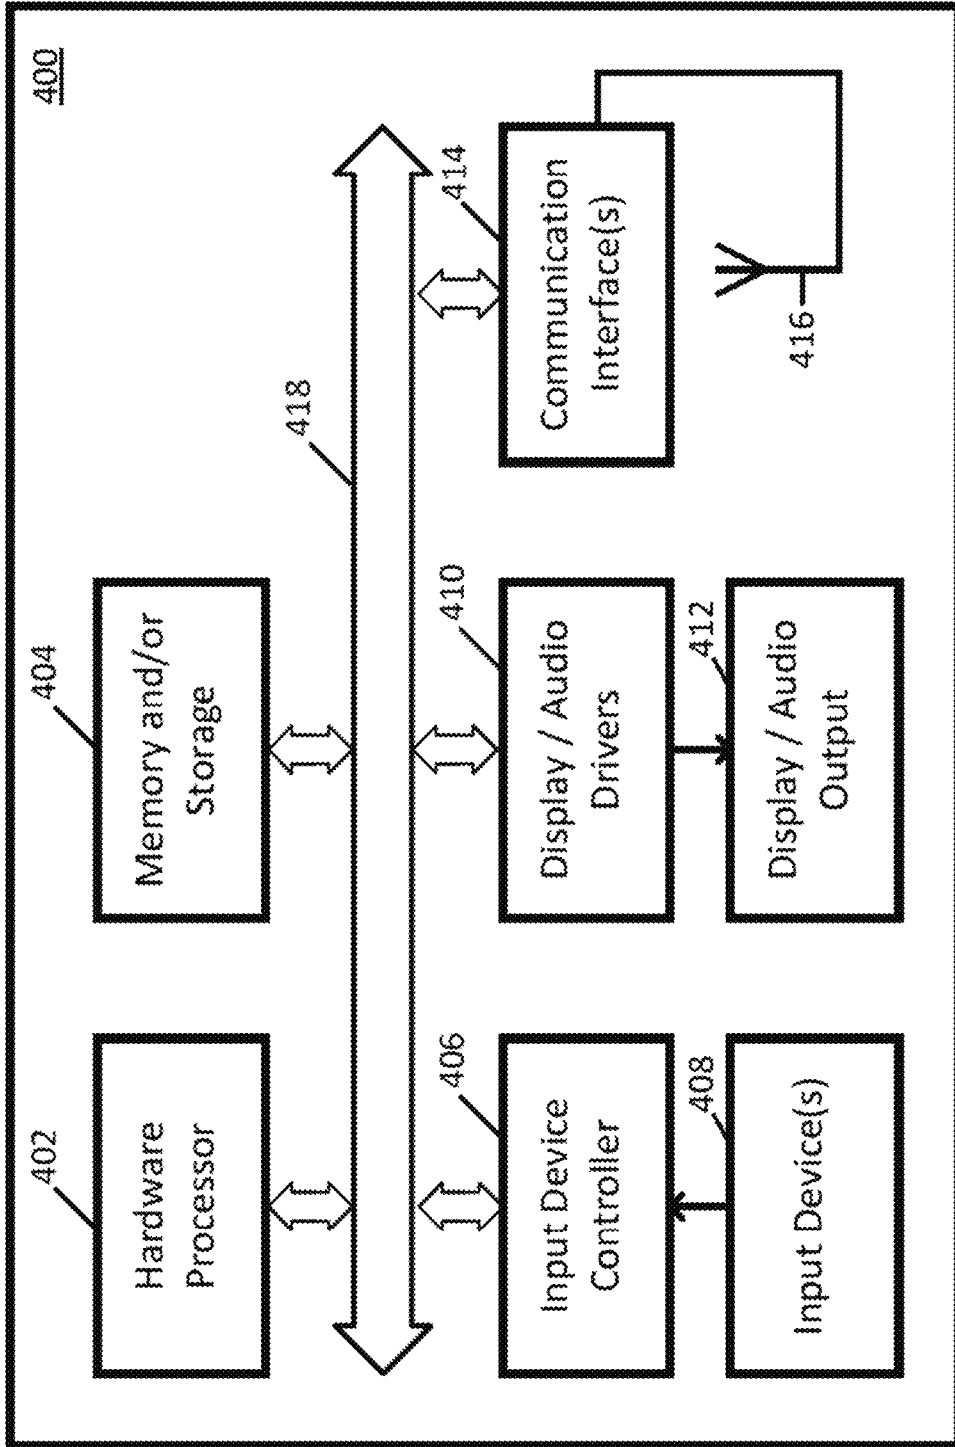 400
402
Hardware
Processor
404
Memory and/or
Storage
418
406
Input Device
Controller
410
Display / Audio
Drivers
414
Communication
Interface(s)
408
Input Device(s)
412
Display / Audio
Output
416